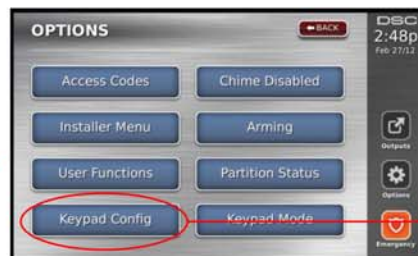 OPTIONS
BACK
DSC
2:48p
Feb 27/12
Access Codes
Chime Disabled
Installer Menu
Arming
Outputs
User Functions
Partition Status
Options
Keypad Config
Keypad Mode
Emergency